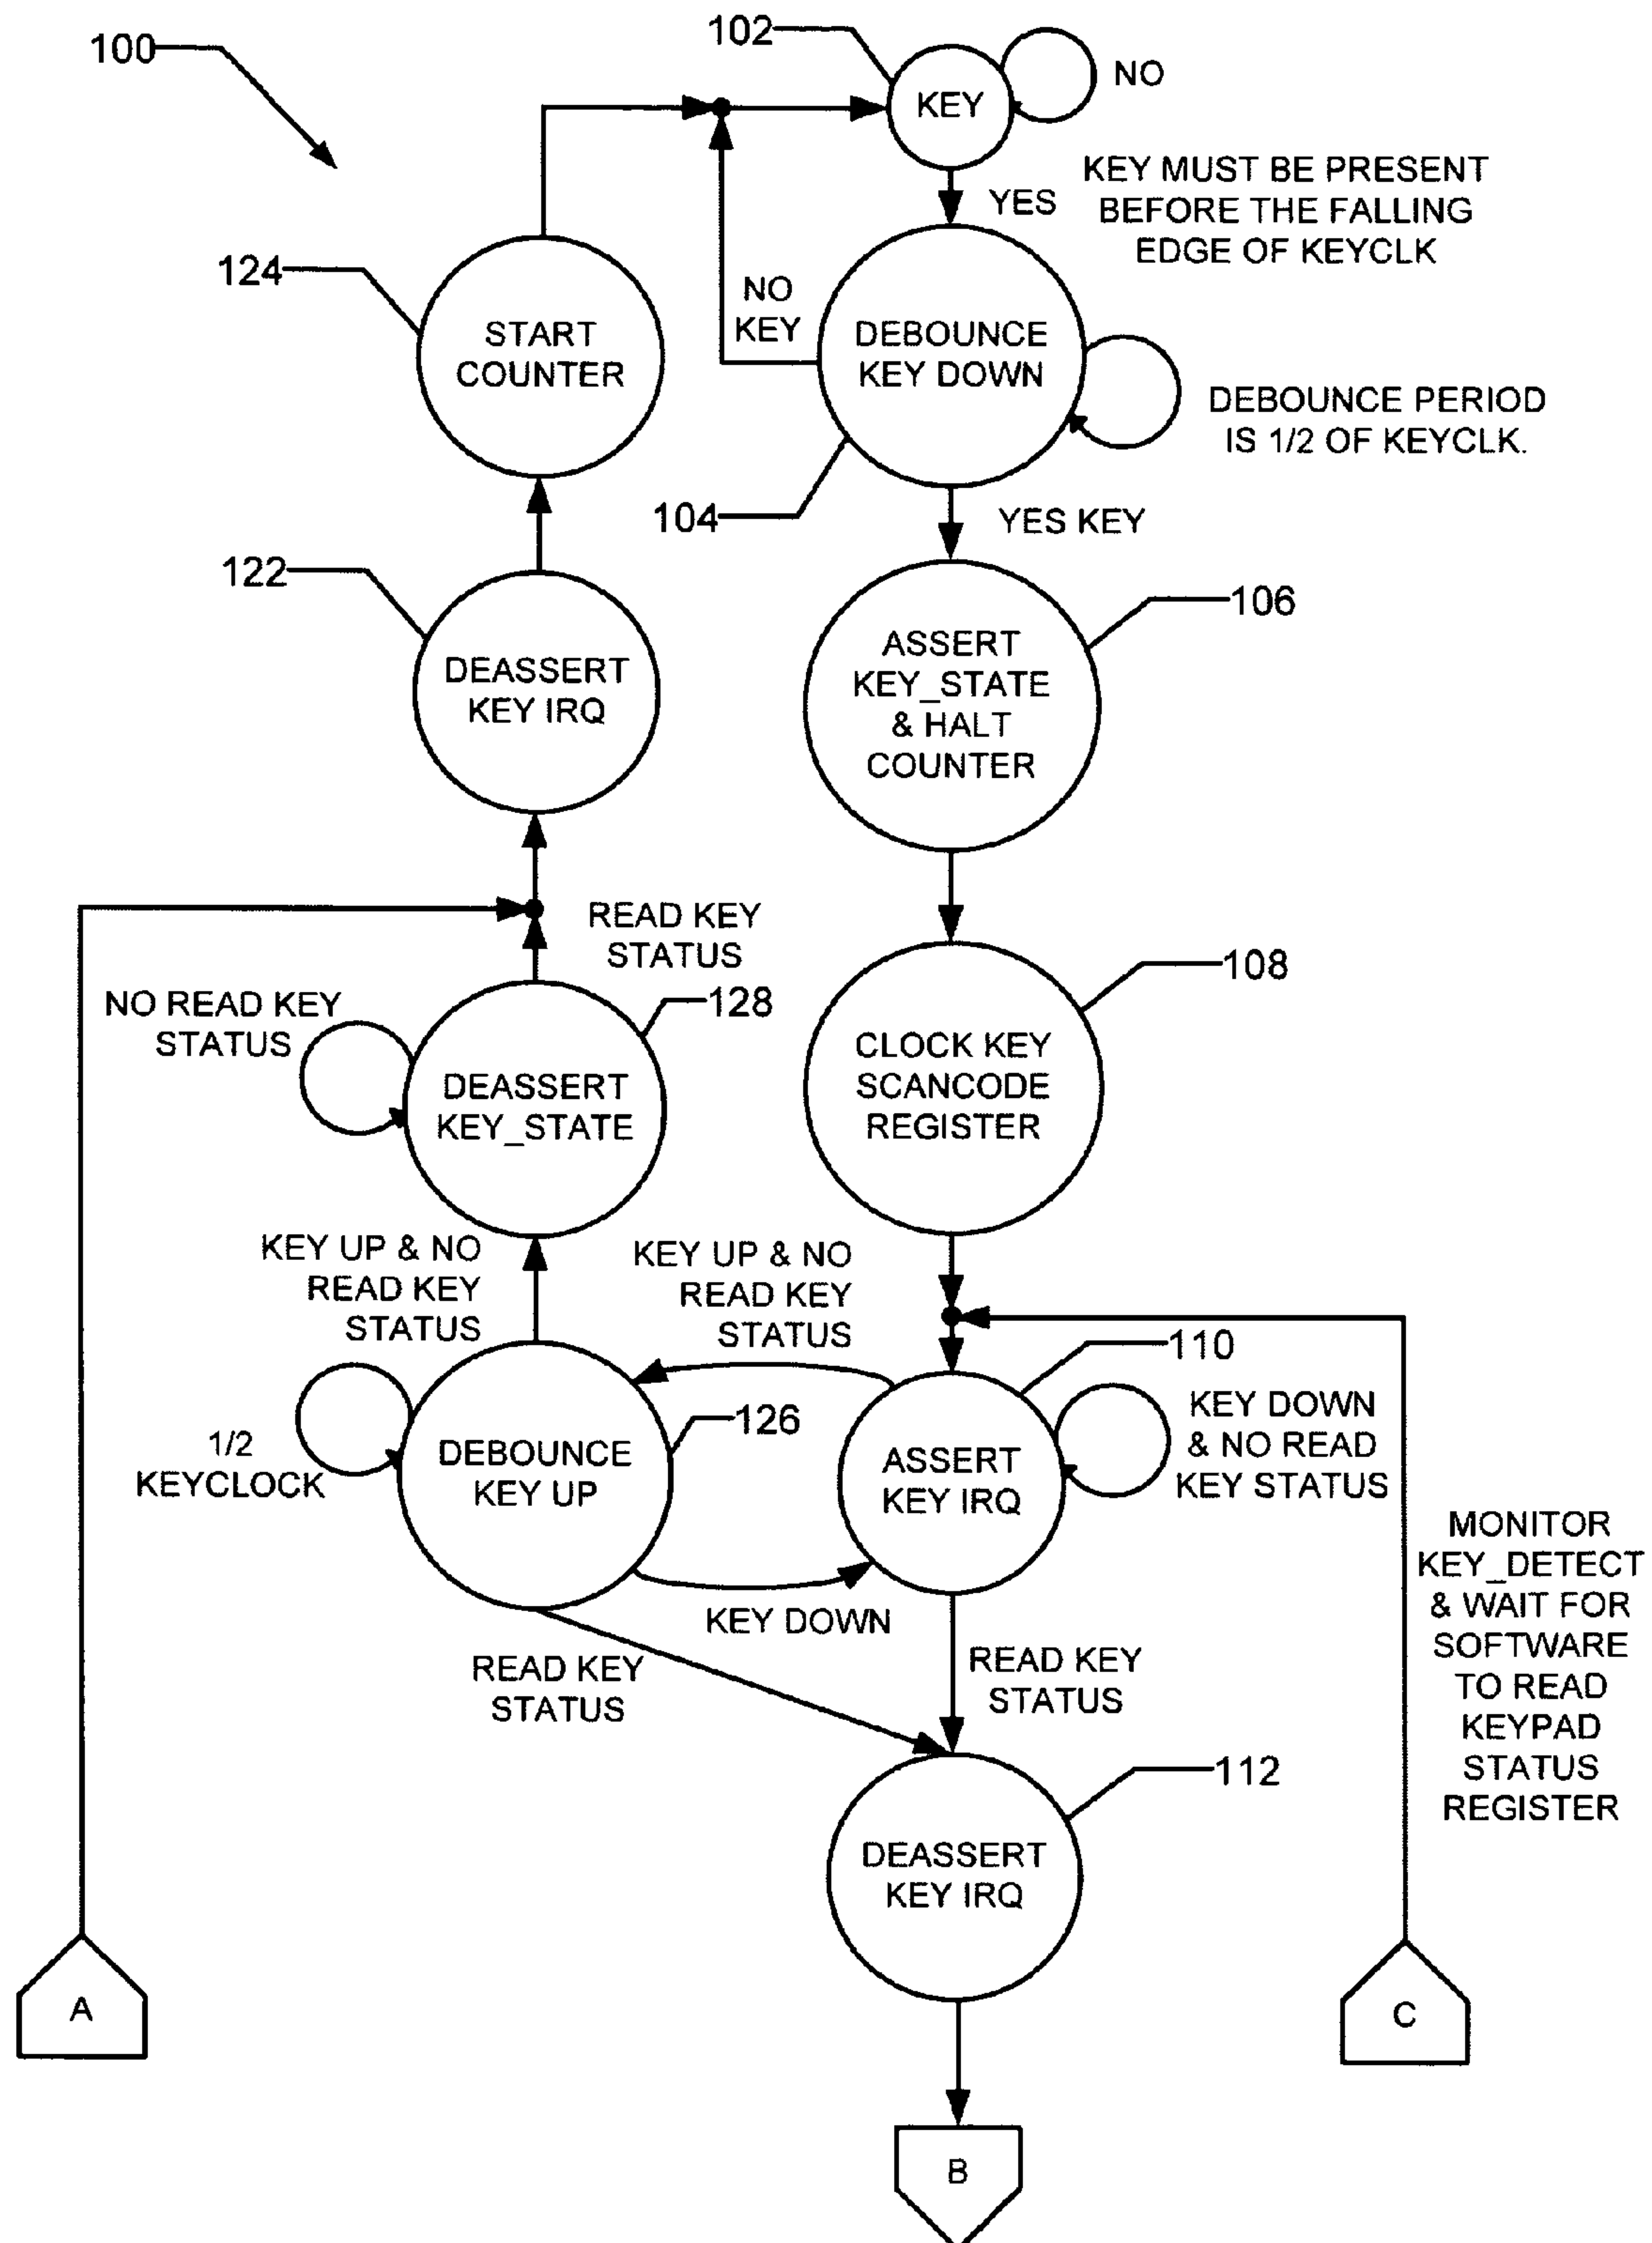 100
102
KEY
NO
YES
KEY MUST BE PRESENT
BEFORE THE FALLING
EDGE OF KEYCLK
124
START
COUNTER
NO
KEY
DEBOUNCE
KEY DOWN
DEBOUNCE PERIOD
IS 1/2 OF KEYCLK.
104
YES KEY
122
DEASSERT
KEY IRQ
106
ASSERT
KEY_STATE
& HALT
COUNTER
READ KEY
STATUS
NO READ KEY
STATUS
128
DEASSERT
KEY_STATE
108
CLOCK KEY
SCANCODE
REGISTER
KEY UP & NO
READ KEY
STATUS
KEY UP & NO
READ KEY
STATUS
110
126
1/2
KEYCLOCK
DEBOUNCE
KEY UP
ASSERT
KEY IRQ
KEY DOWN
& NO READ
KEY STATUS
KEY DOWN
READ KEY
STATUS
READ KEY
STATUS
MONITOR
KEY_DETECT
& WAIT FOR
SOFTWARE
TO READ
KEYPAD
STATUS
REGISTER
112
DEASSERT
KEY IRQ
A
C
B